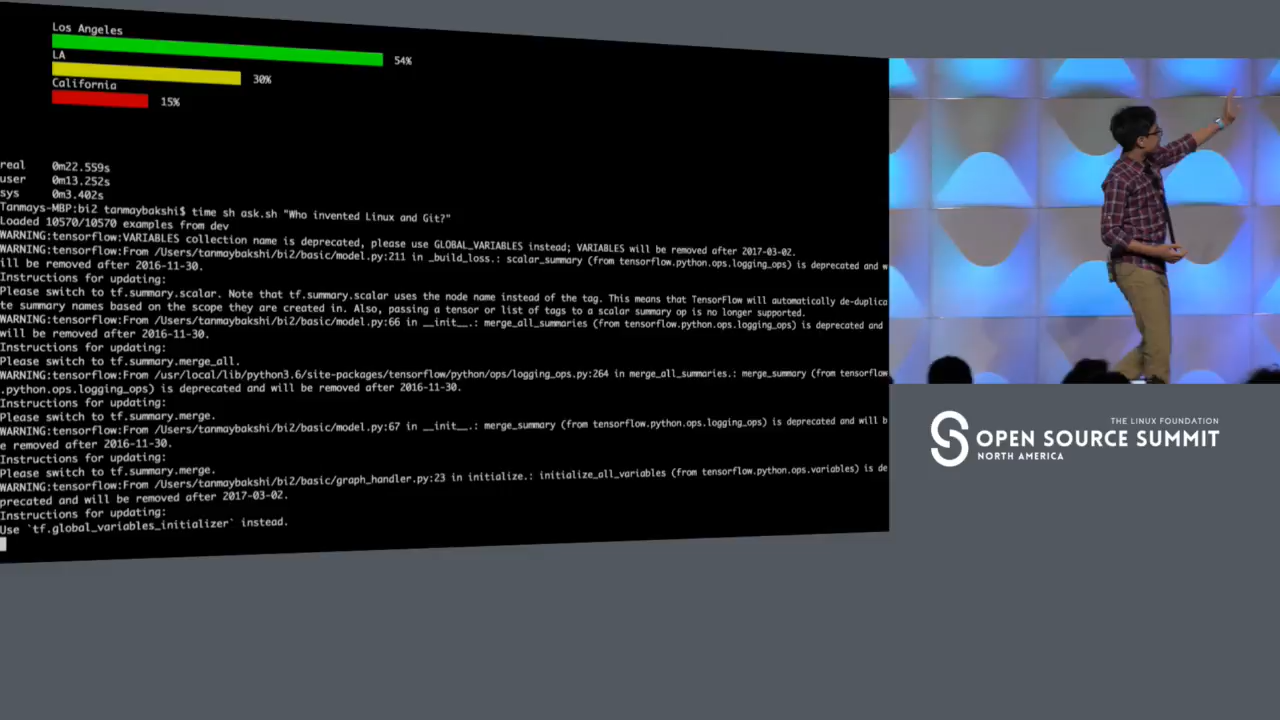 Los Angeles
54%
LA
30%
California
15%
real 0m22.559s
user 0m13.252s
sys 0m3.402s
Tanmays-MBP:bi2 tanmaybakshi$ time sh ask.sh "Who invented Linux and Git?"
Loaded 10570/10570 examples from dev
WARNING:tensorflow:VARIABLES collection name is deprecated, please use GLOBAL_VARIABLES instead; VARIABLES will be removed after 2017-03-02.
WARNING:tensorflow:From /Users/tanmaybakshi/bi2/basic/model.py:211 in _build_loss.: scalar_summary (from tensorflow.python.ops.logging_ops) is deprecated and w
ill be removed after 2016-11-30.
Instructions for updating:
Please switch to tf.summary.scalar. Note that tf.summary.scalar uses the node name instead of the tag. This means that TensorFlow will automatically de-duplica
te summary names based on the scope they are created in. Also, passing a tensor or list of tags to a scalar summary op is no longer supported.
WARNING:tensorflow:From /Users/tanmaybakshi/bi2/basic/model.py:66 in __init__.: merge_all_summaries (from tensorflow.python.ops.logging_ops) is deprecated and
will be removed after 2016-11-30.
Instructions for updating:
Please switch to tf.summary.merge_all.
WARNING:tensorflow:From /usr/local/lib/python3.6/site-packages/tensorflow/python/ops/logging_ops.py:264 in merge_all_summaries.: merge_summary (from tensorflow
.python.ops.logging_ops) is deprecated and will be removed after 2016-11-30.
Instructions for updating:
Please switch to tf.summary.merge.
WARNING:tensorflow:From /Users/tanmaybakshi/bi2/basic/model.py:67 in __init__.: merge_summary (from tensorflow.python.ops.logging_ops) is deprecated and will b
e removed after 2016-11-30.
Instructions for updating:
Please switch to tf.summary.merge.
WARNING:tensorflow:From /Users/tanmaybakshi/bi2/basic/graph_handler.py:23 in initialize.: initialize_all_variables (from tensorflow.python.ops.variables) is de
precated and will be removed after 2017-03-02.
Instructions for updating:
Use `tf.global_variables_initializer` instead.
THE LINUX FOUNDATION
OPEN SOURCE SUMMIT
NORTH AMERICA